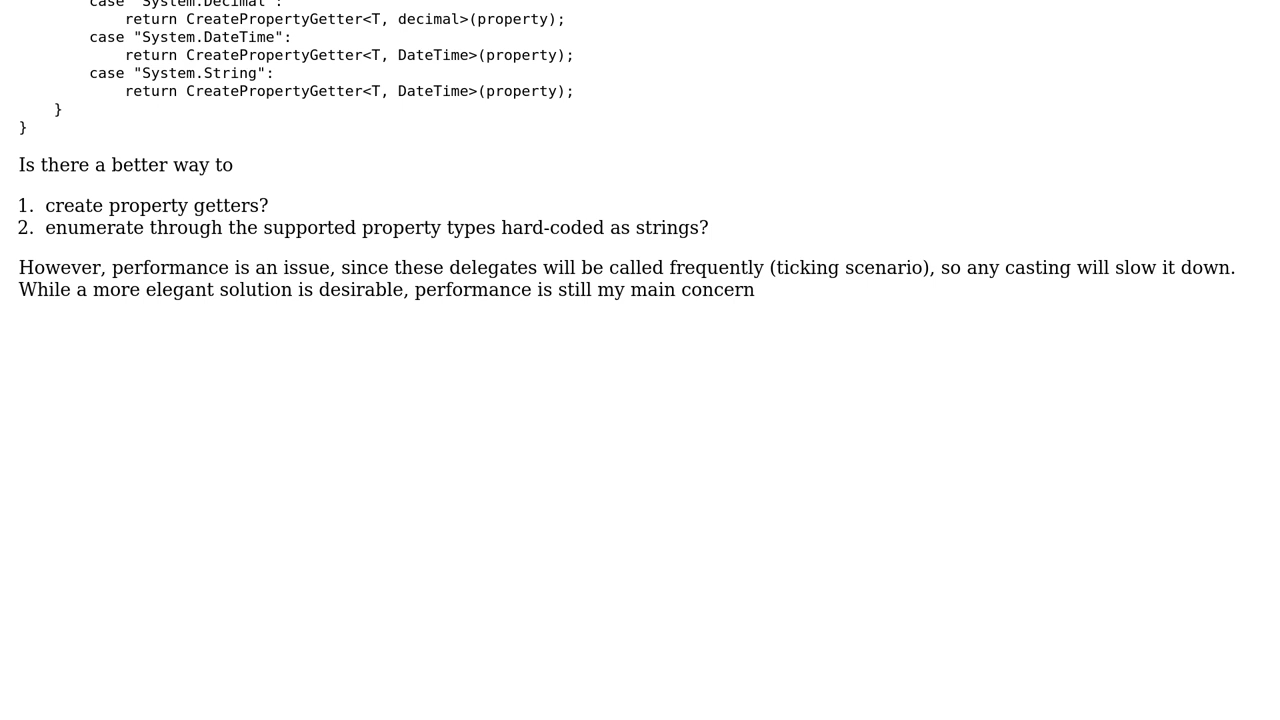 case "System.Decimal":
return CreatePropertyGetter<T, decimal>(property);
case "System.DateTime":
return CreatePropertyGetter<T, DateTime>(property);
case "System.String":
return CreatePropertyGetter<T, DateTime>(property);
}
}
Is there a better way to
1. create property getters?
2. enumerate through the supported property types hard-coded as strings?
However, performance is an issue, since these delegates will be called frequently (ticking scenario), so any casting will slow it down.
While a more elegant solution is desirable, performance is still my main concern